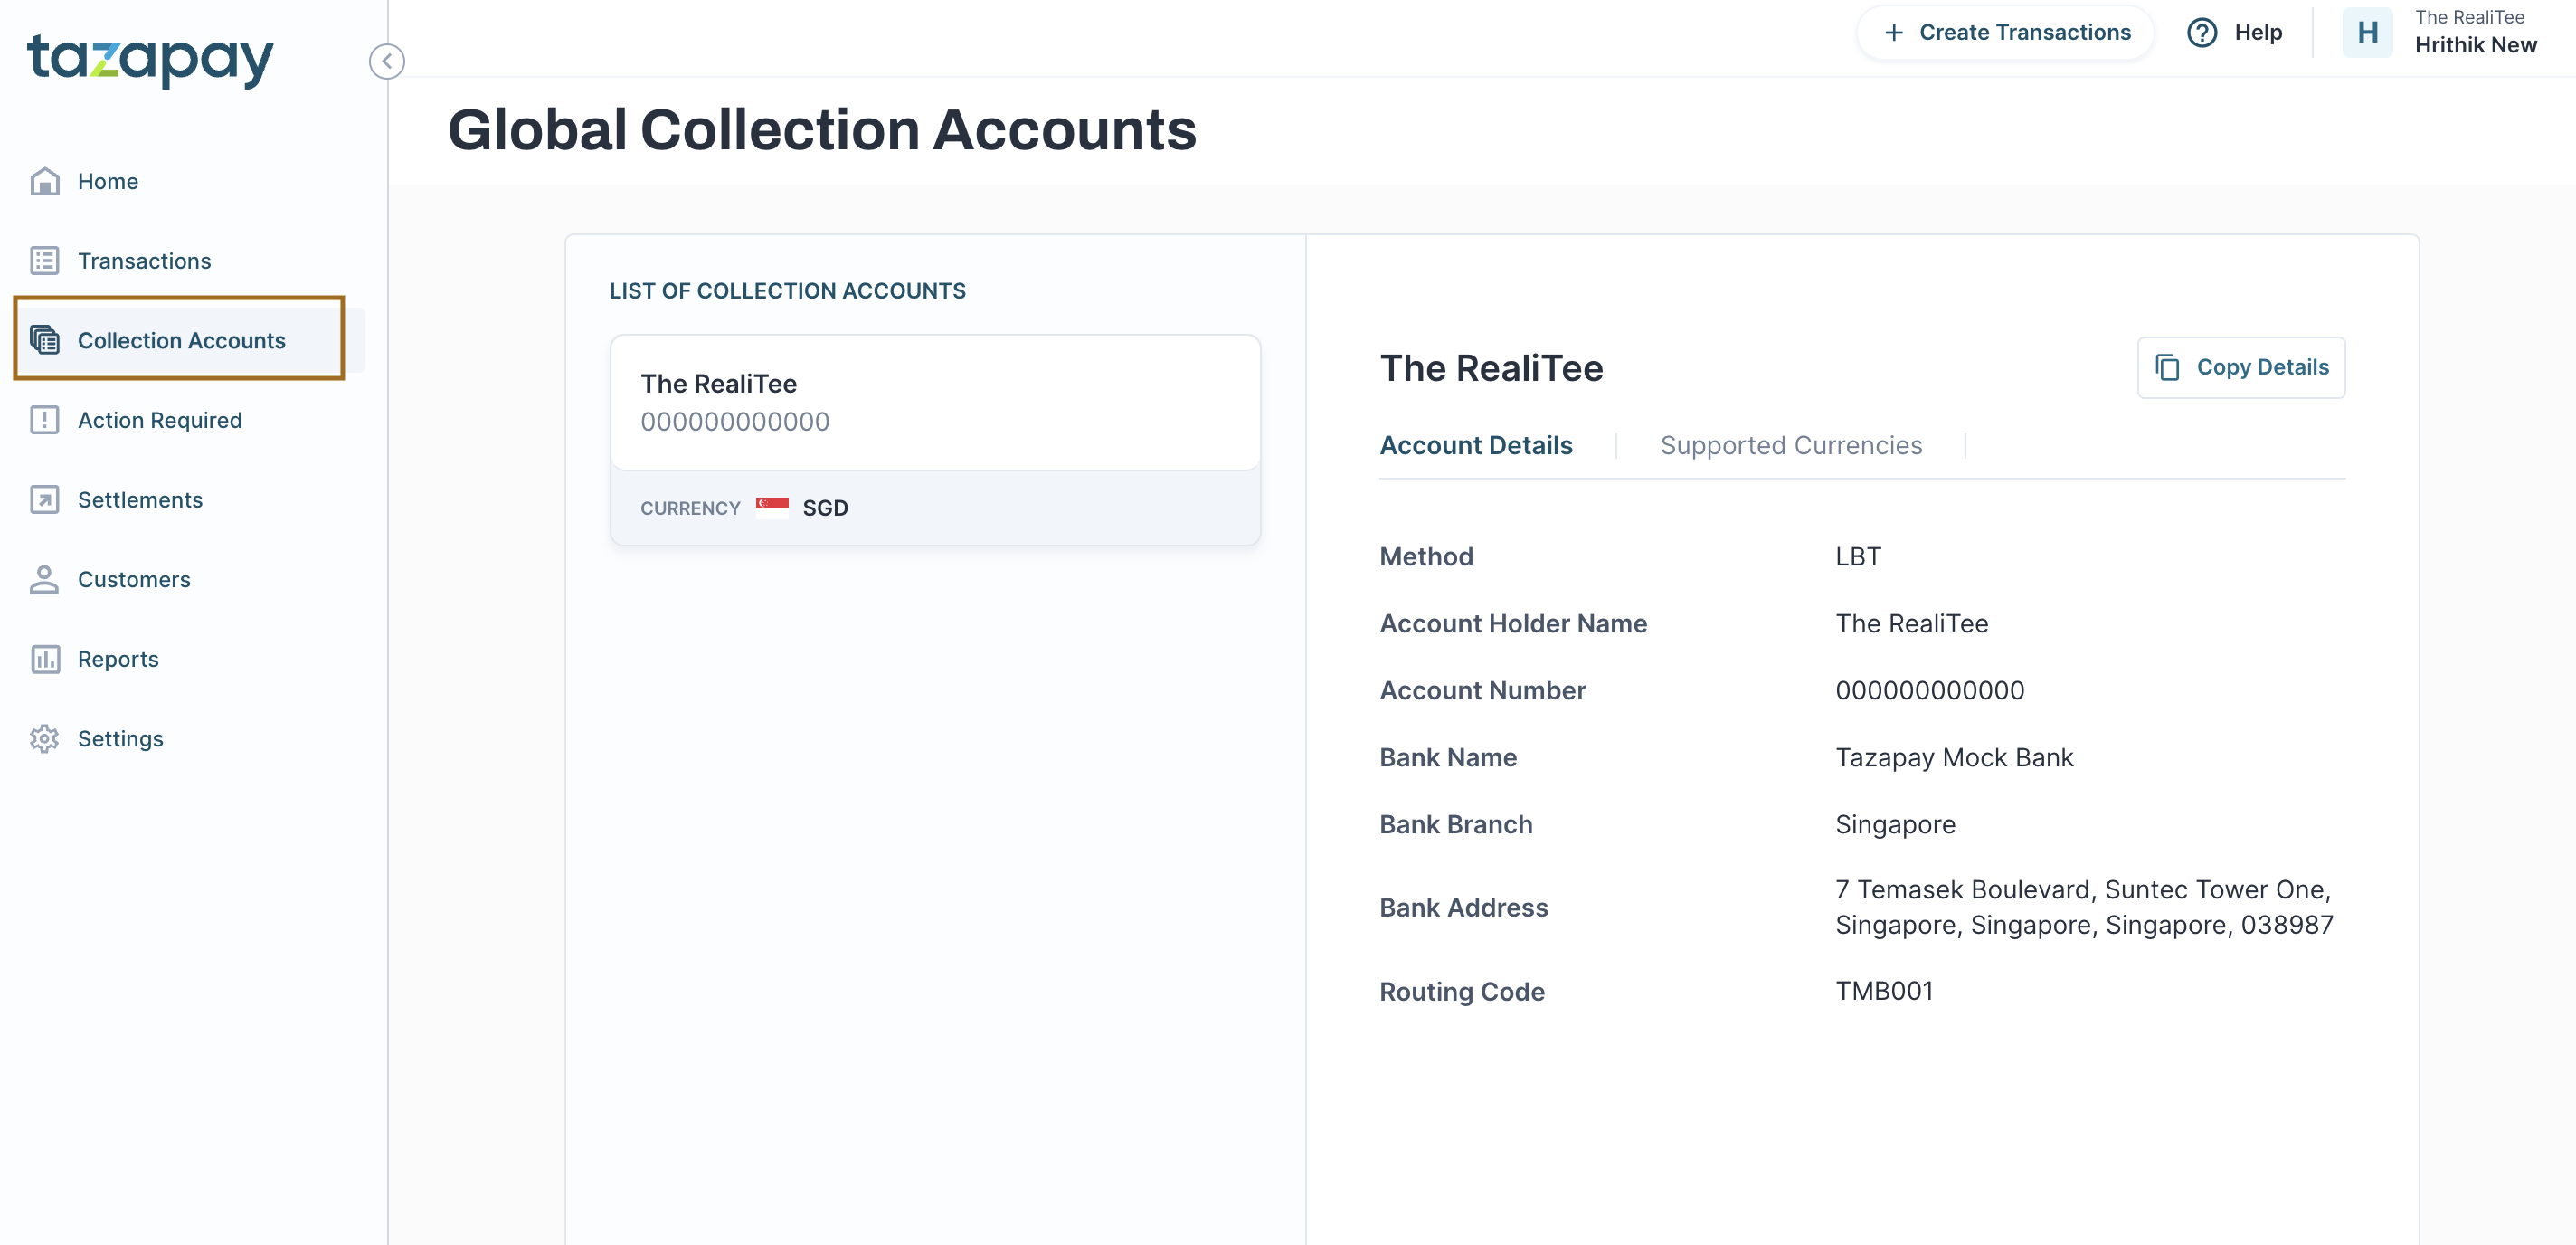 tazapay
Home
Transactions
Collection Accounts
Action Required
Settlements
Customers
Reports
Settings
+ Create Transactions
? Help
H
The RealiTee
Hrithik New
Global Collection Accounts
LIST OF COLLECTION ACCOUNTS
The RealiTee
000000000000
CURRENCY SGD
The RealiTee
Copy Details
Account Details
Supported Currencies
Method LBT
Account Holder Name The RealiTee
Account Number 000000000000
Bank Name Tazapay Mock Bank
Bank Branch Singapore
Bank Address 7 Temasek Boulevard, Suntec Tower One,
Singapore, Singapore, Singapore, 038987
Routing Code TMB001